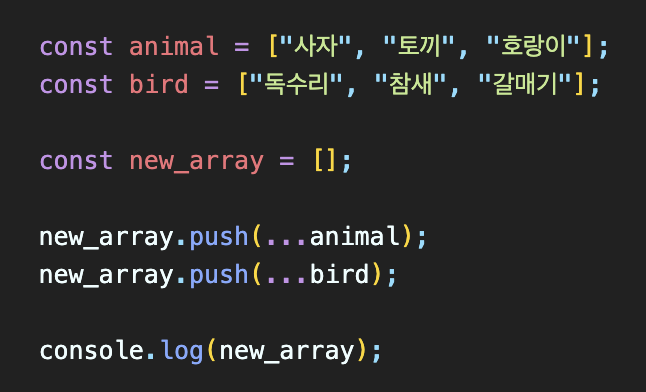 const animal = ["사자", "토끼", "호랑이"];
const bird = ["독수리", "참새", "갈매기"];
const new_array = [];
new_array.push(...animal);
new_array.push(...bird);
console.log(new_array);